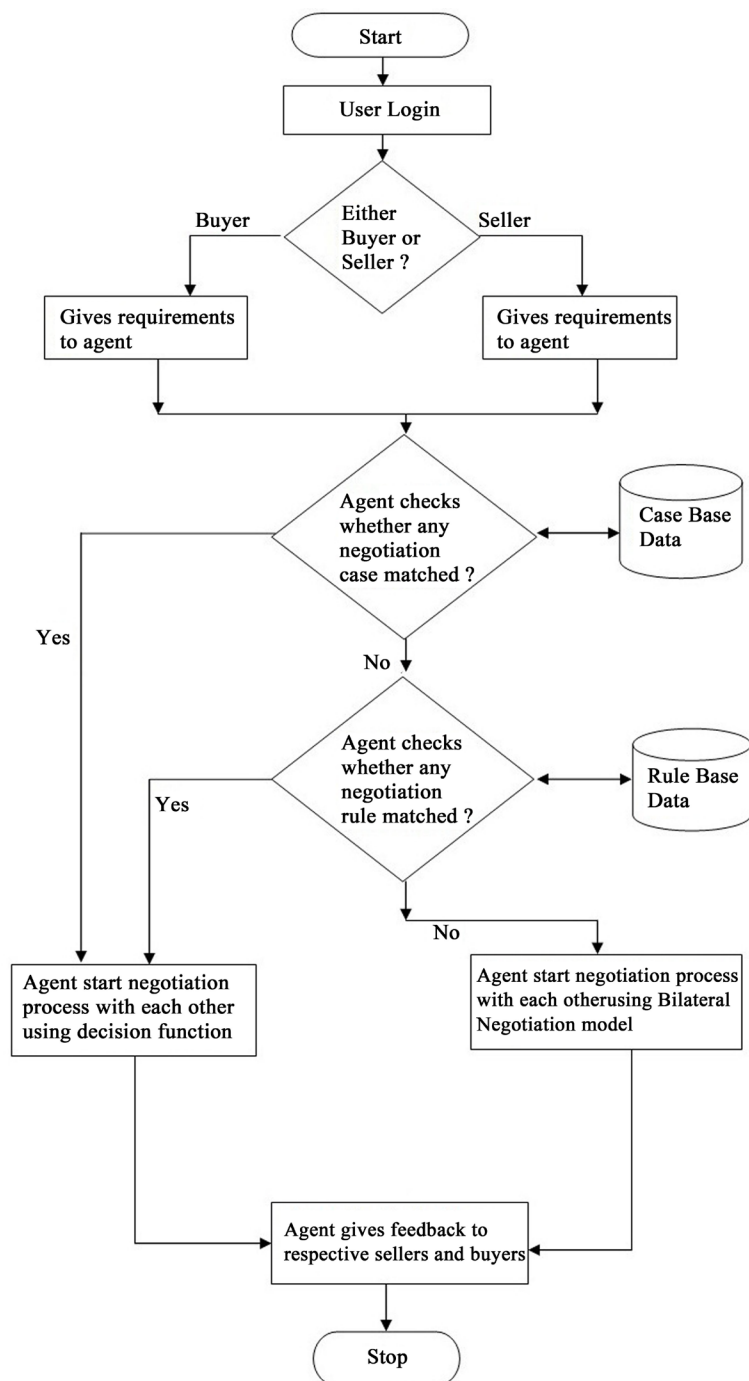 Start
User Login
Either
Buyer or
Seller ?
Buyer
Seller
Gives requirements
to agent
Gives requirements
to agent
Agent checks
whether any
negotiation
case matched ?
Case Base
Data
Yes
No
Agent checks
whether any
negotiation
rule matched ?
Rule Base
Data
Yes
No
Agent start negotiation
process with each other
using decision function
Agent start negotiation process
with each otherusing Bilateral
Negotiation model
Agent gives feedback to
respective sellers and buyers
Stop